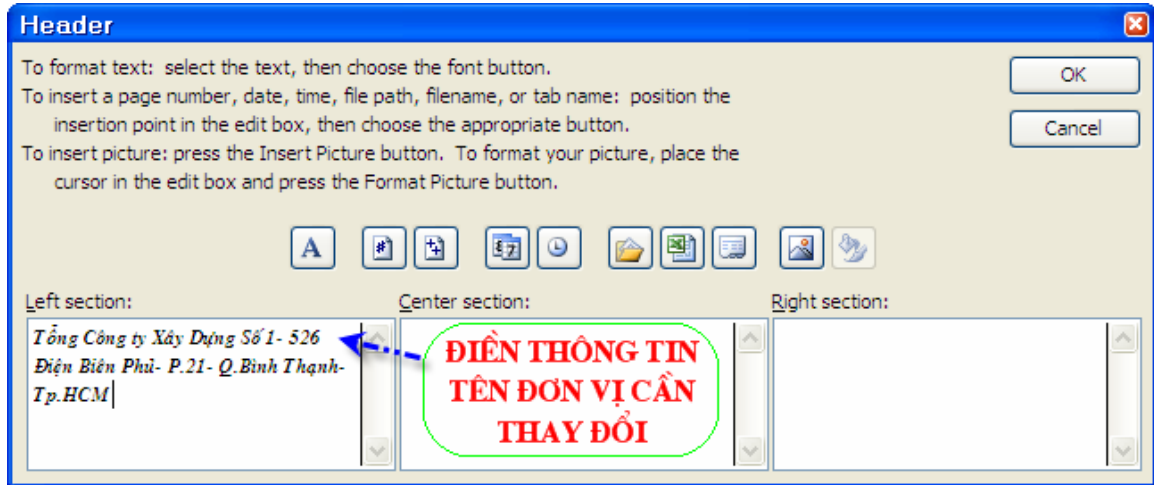 Header
To format text: select the text, then choose the font button.
To insert a page number, date, time, file path, filename, or tab name: position the
insertion point in the edit box, then choose the appropriate button.
To insert picture: press the Insert Picture button. To format your picture, place the
cursor in the edit box and press the Format Picture button.
OK
Cancel
Left section:
Center section:
Right section:
Tổng Công ty Xây Dựng Số 1- 526
Điện Biên Phủ- P.21- Q.Bình Thạnh-
Tp.HCM
ĐIỀN THÔNG TIN
TÊN ĐƠN VỊ CẦN
THAY ĐỔI